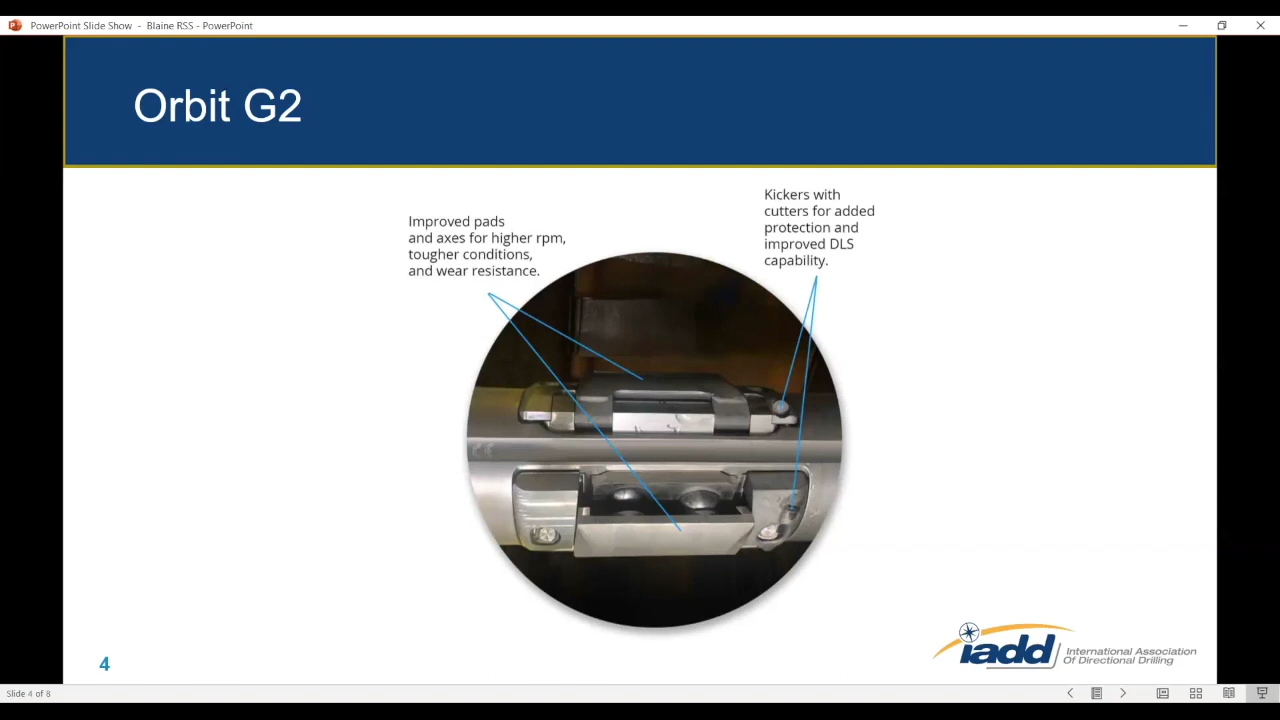 PowerPoint Slide Show - Blaine RSS - PowerPoint
Orbit G2
Improved pads
and axes for higher rpm,
tougher conditions,
and wear resistance.
Kickers with
cutters for added
protection and
improved DLS
capability.
4
iadd
International Association
Of Directional Drilling
Slide 4 of 8